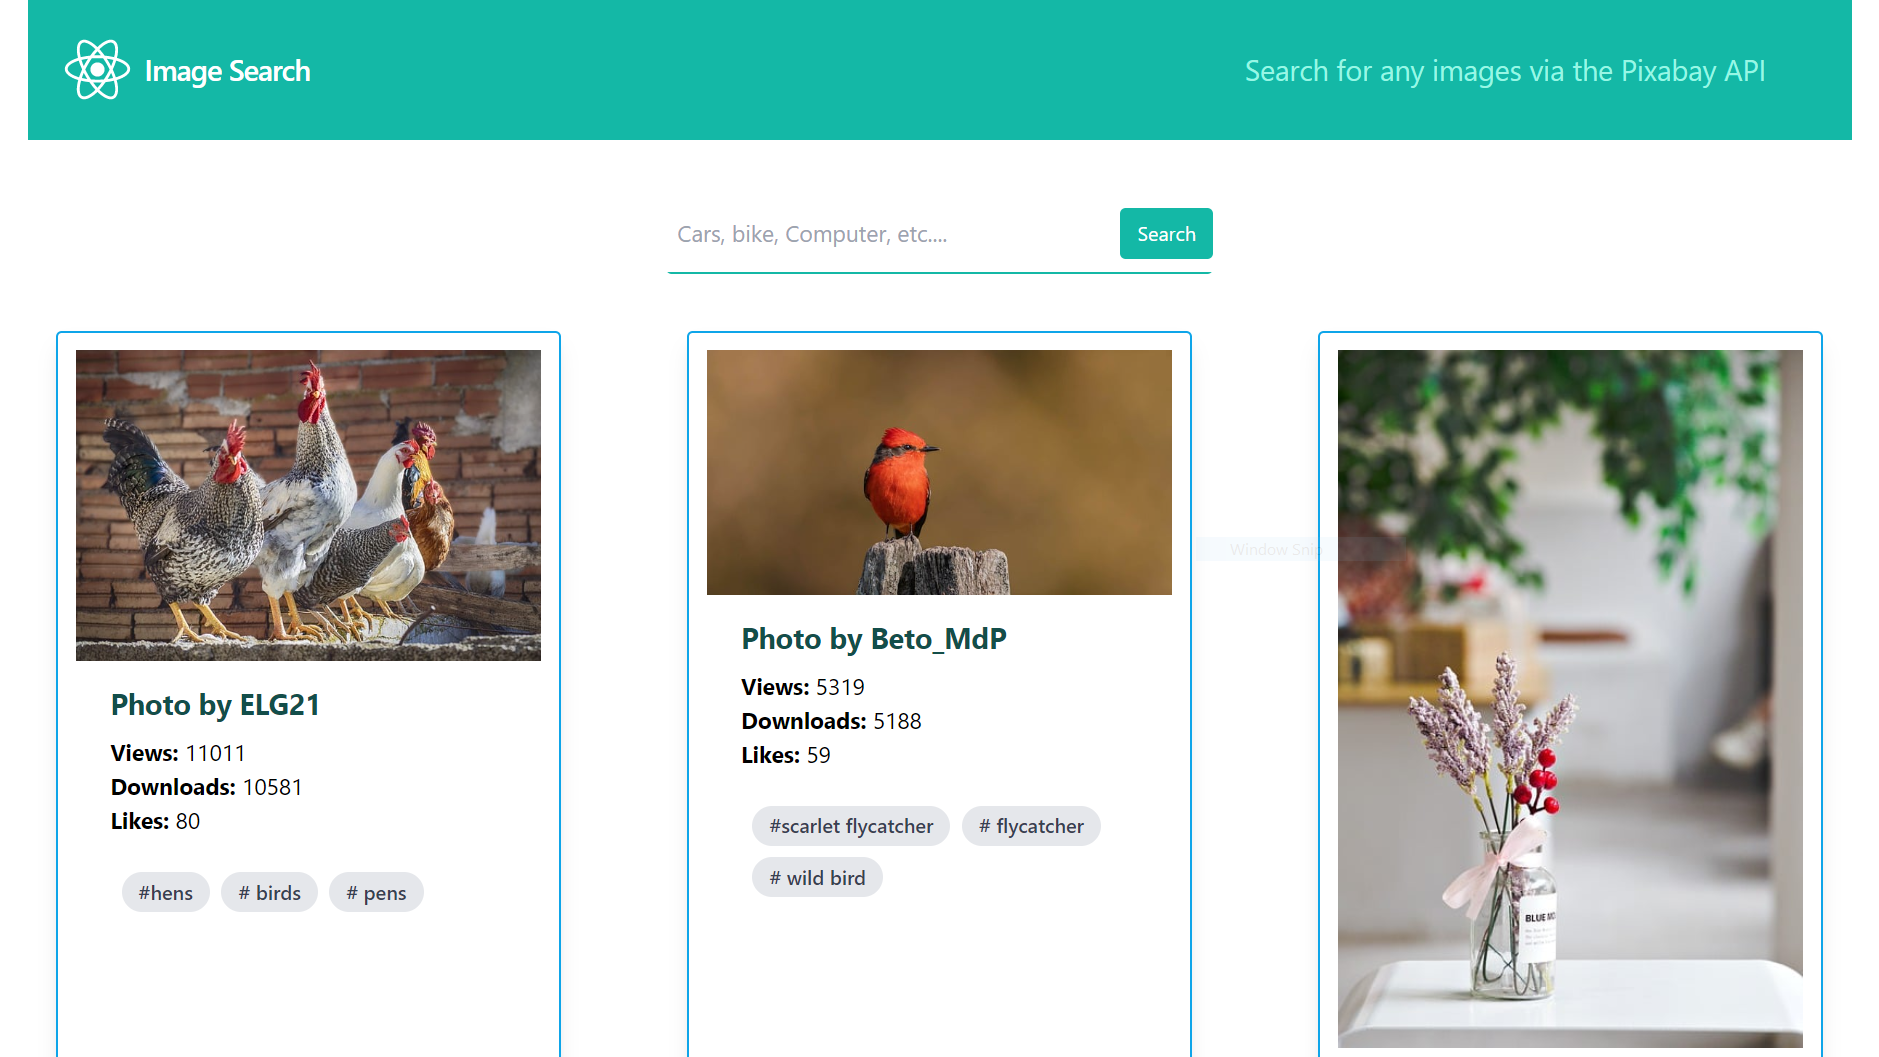 Image Search
Search for any images via the Pixabay API
Cars, bike, Computer, etc....
Search
Photo by ELG21
Views: 11011
Downloads: 10581
Likes: 80
#hens
# birds
# pens
Photo by Beto_MdP
Views: 5319
Downloads: 5188
Likes: 59
#scarlet flycatcher
# flycatcher
# wild bird
Window Snip
BLUE